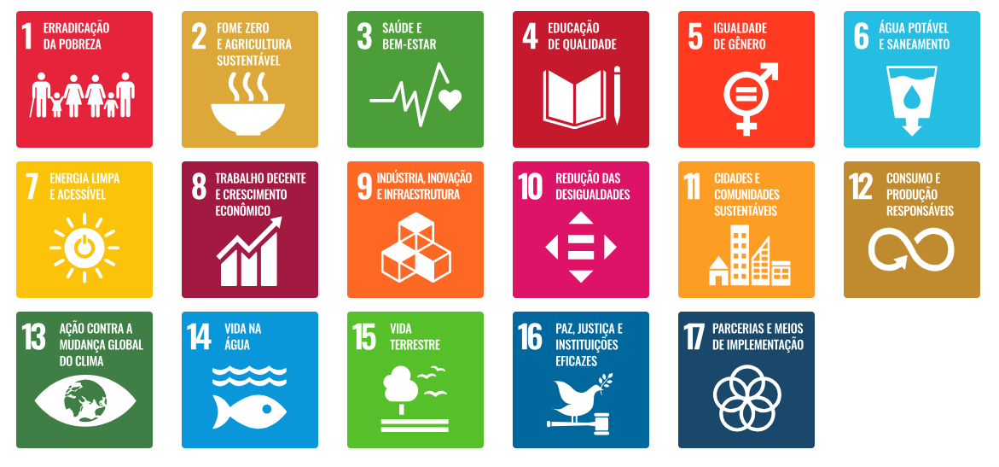 1 ERRADICAÇÃO
DA POBREZA
2 FOME ZERO
E AGRICULTURA
SUSTENTÁVEL
3 SAÚDE E
BEM-ESTAR
4 EDUCAÇÃO
DE QUALIDADE
5 IGUALDADE
DE GÊNERO
6 ÁGUA POTÁVEL
E SANEAMENTO
7 ENERGIA LIMPA
E ACESSÍVEL
8 TRABALHO DECENTE
E CRESCIMENTO
ECONÔMICO
9 INDÚSTRIA, INOVAÇÃO
E INFRAESTRUTURA
10 REDUÇÃO DAS
DESIGUALDADES
11 CIDADES E
COMUNIDADES
SUSTENTÁVEIS
12 CONSUMO E
PRODUÇÃO
RESPONSÁVEIS
13 AÇÃO CONTRA A
MUDANÇA GLOBAL
DO CLIMA
14 VIDA NA
ÁGUA
15 VIDA
TERRESTRE
16 PAZ, JUSTIÇA E
INSTITUIÇÕES
EFICAZES
17 PARCERIAS E MEIOS
DE IMPLEMENTAÇÃO